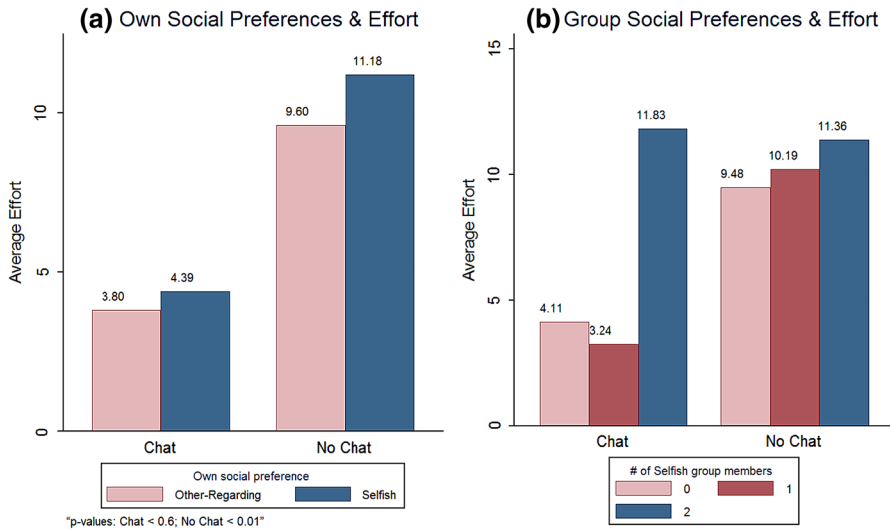 (a) Own Social Preferences & Effort
Average Effort
10
5
0
3.80
4.39
9.60
11.18
Chat
No Chat
Own social preference
Other-Regarding
Selfish
“p-values: Chat < 0.6; No Chat < 0.01”
(b) Group Social Preferences & Effort
Average Effort
15
10
5
0
4.11
3.24
11.83
9.48
10.19
11.36
Chat
No Chat
# of Selfish group members
0
1
2